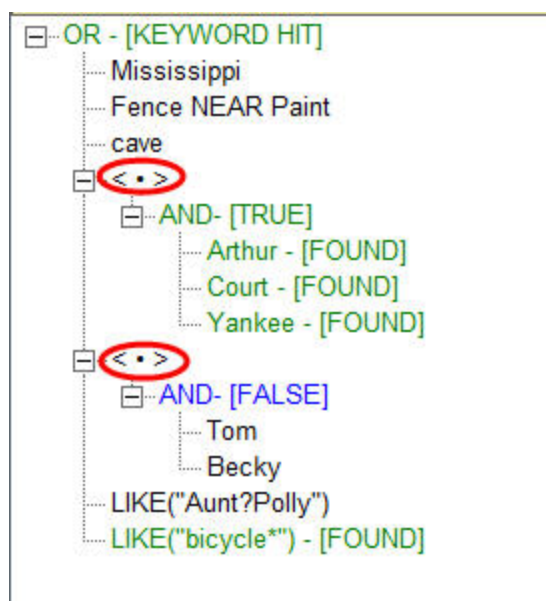 OR - [KEYWORD HIT]
Mississippi
Fence NEAR Paint
cave
< • >
AND- [TRUE]
Arthur - [FOUND]
Court - [FOUND]
Yankee - [FOUND]
< • >
AND- [FALSE]
Tom
Becky
LIKE("Aunt?Polly")
LIKE("bicycle*") - [FOUND]